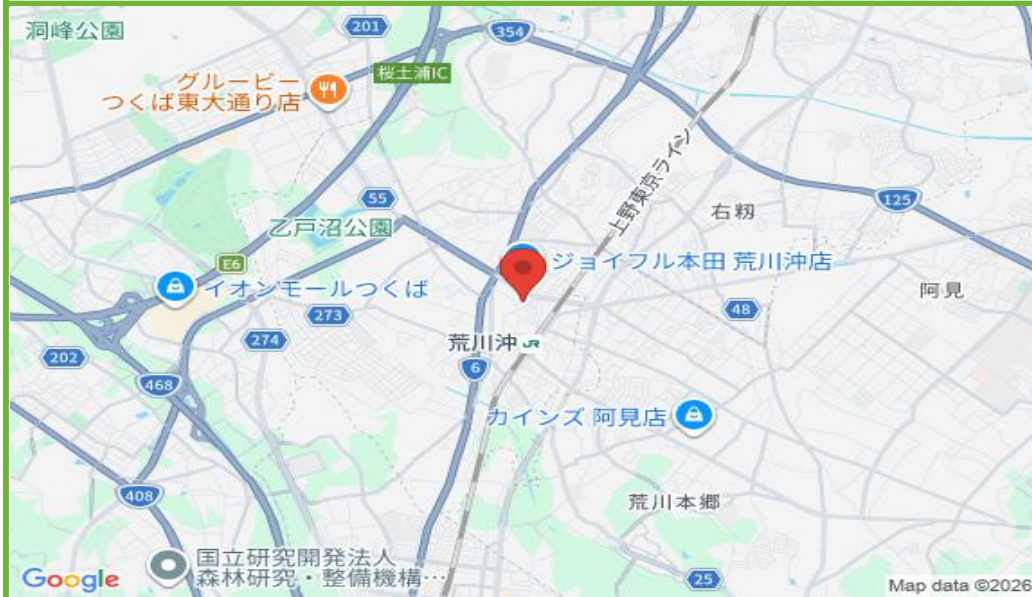 洞峰公園
201
354
グルービー
つくば東大通り店
桜土浦IC
上野東京ライン
55
125
右籾
乙戸沼公園
E6
ジョイフル本田 荒川沖店
イオンモールつくば
阿見
273
48
274
荒川沖 JR
202
6
468
カインズ 阿見店
408
荒川本郷
国立研究開発法人
森林研究・整備機構…
25
Google
Map data ©2026